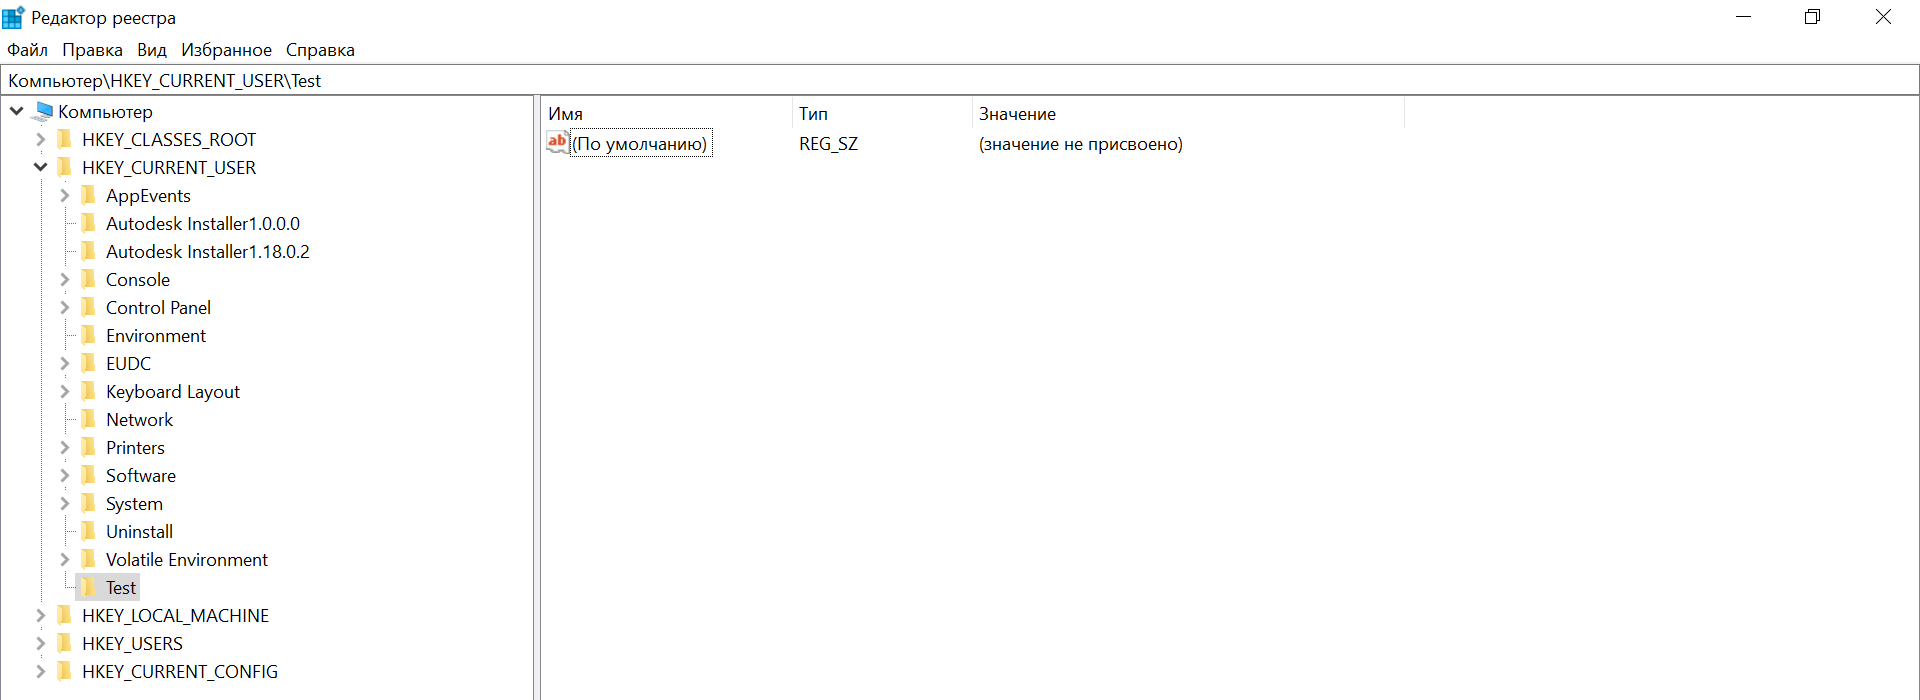 Редактор реестра
Файл Правка Вид Избранное Справка
Компьютер\HKEY_CURRENT_USER\Test
Компьютер
HKEY_CLASSES_ROOT
HKEY_CURRENT_USER
AppEvents
Autodesk Installer1.0.0.0
Autodesk Installer1.18.0.2
Console
Control Panel
Environment
EUDC
Keyboard Layout
Network
Printers
Software
System
Uninstall
Volatile Environment
Test
HKEY_LOCAL_MACHINE
HKEY_USERS
HKEY_CURRENT_CONFIG
Имя Тип Значение
ab (По умолчанию) REG_SZ (значение не присвоено)